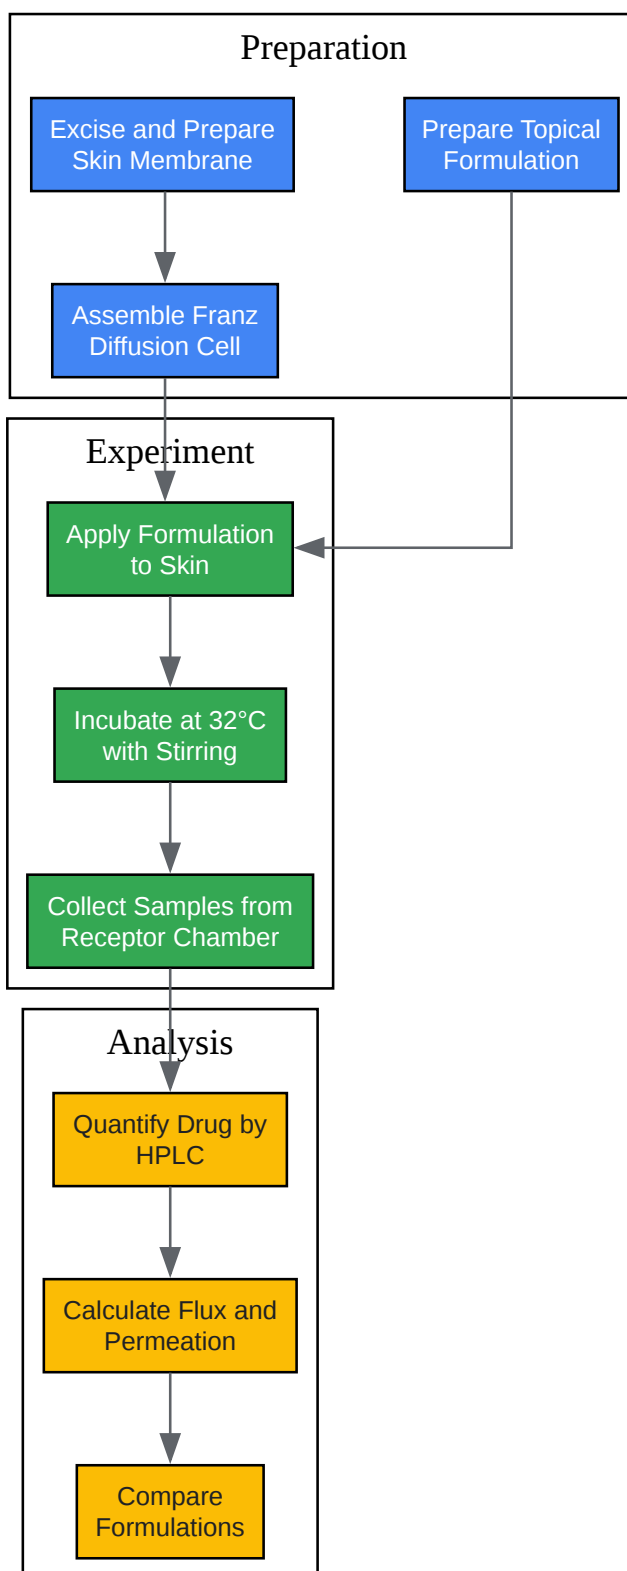 Preparation
Excise and Prepare
Skin Membrane
Prepare Topical
Formulation
Assemble Franz
Diffusion Cell
Experiment
Apply Formulation
to Skin
Incubate at 32°C
with Stirring
Collect Samples from
Receptor Chamber
Analysis
Quantify Drug by
HPLC
Calculate Flux and
Permeation
Compare
Formulations